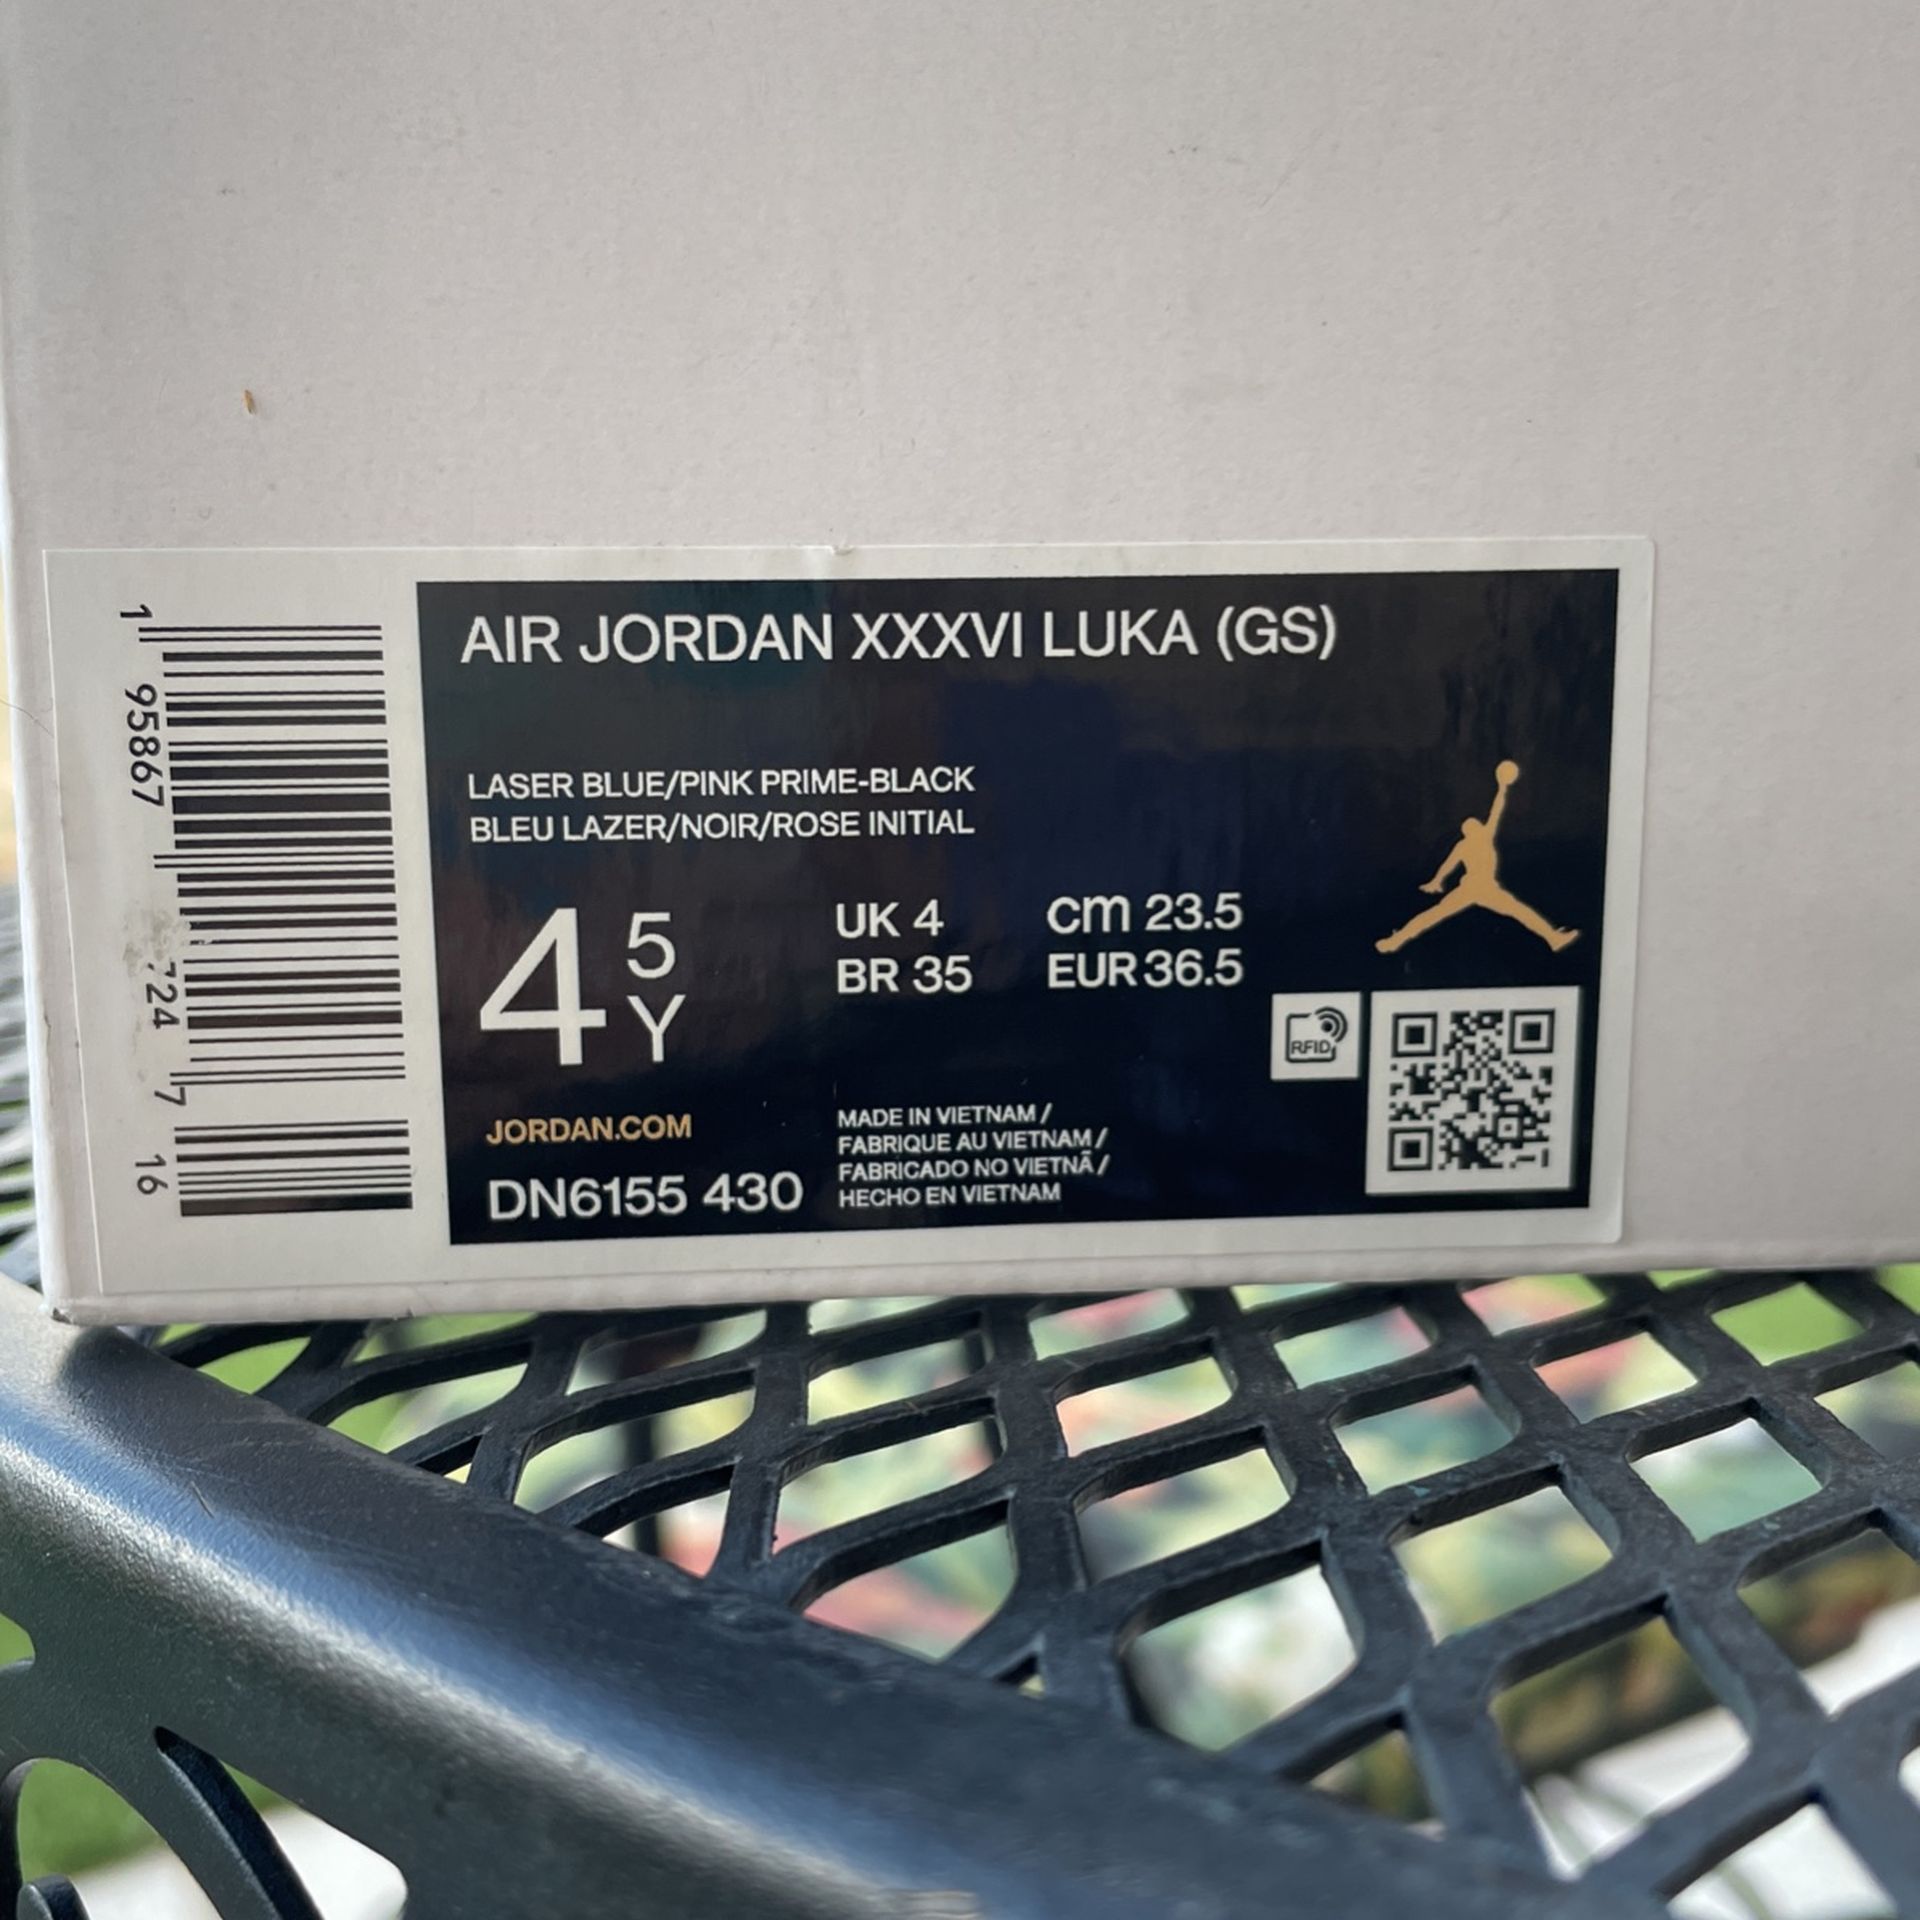 AIR JORDAN XXXVI LUKA (GS)
LASER BLUE/PINK PRIME-BLACK
BLEU LAZER/NOIR/ROSE INITIAL
4 5 Y
UK 4 cm 23.5
BR 35 EUR 36.5
RFID
JORDAN.COM
DN6155 430
MADE IN VIETNAM /
FABRIQUE AU VIETNAM /
FABRICADO NO VIETNÃ /
HECHO EN VIETNAM
1 95867 7 16